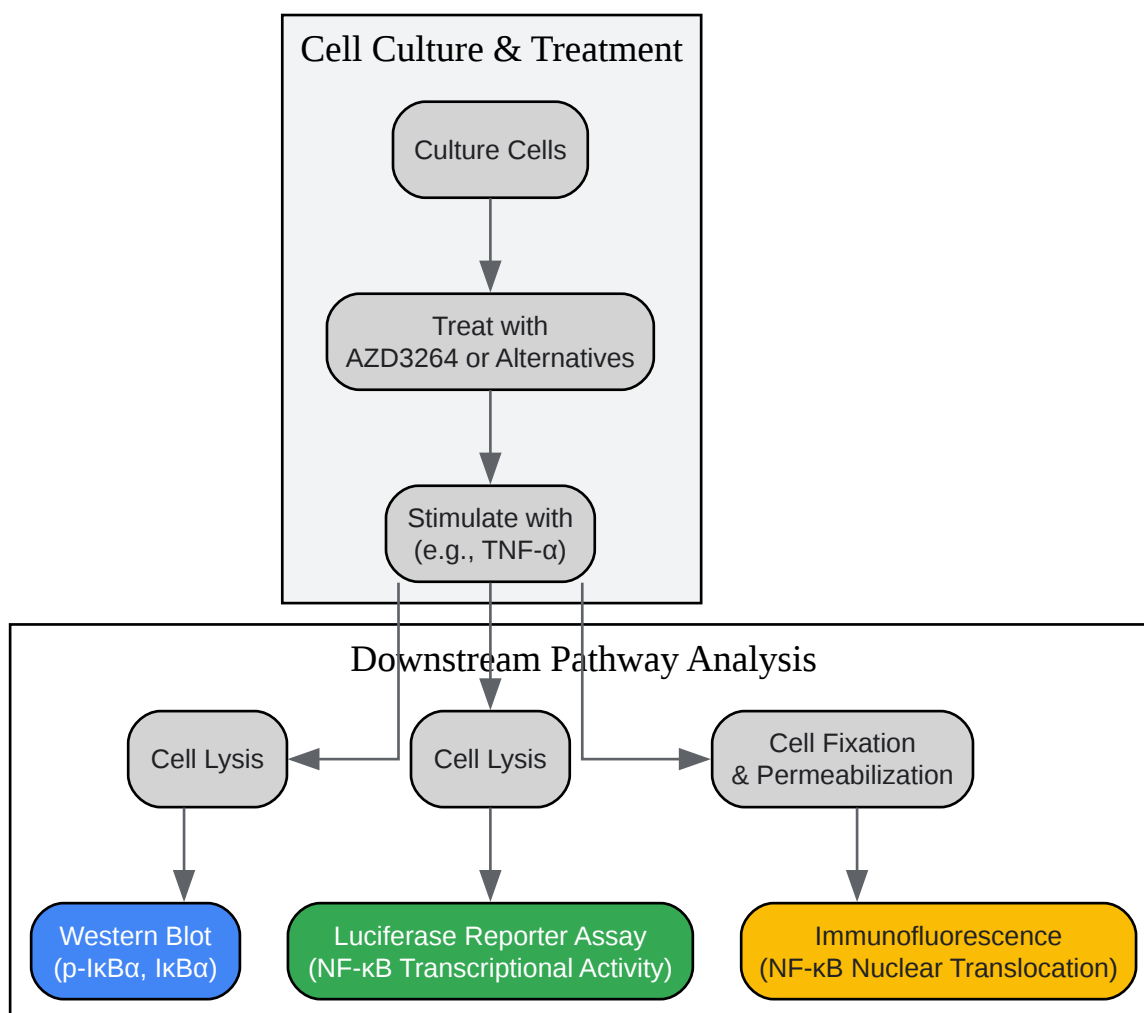 Cell Culture & Treatment
Culture Cells
Treat with
AZD3264 or Alternatives
Stimulate with
(e.g., TNF-α)
Downstream Pathway Analysis
Cell Lysis
Cell Lysis
Cell Fixation
& Permeabilization
Western Blot
(p-IκBα, IκBα)
Luciferase Reporter Assay
(NF-κB Transcriptional Activity)
Immunofluorescence
(NF-κB Nuclear Translocation)